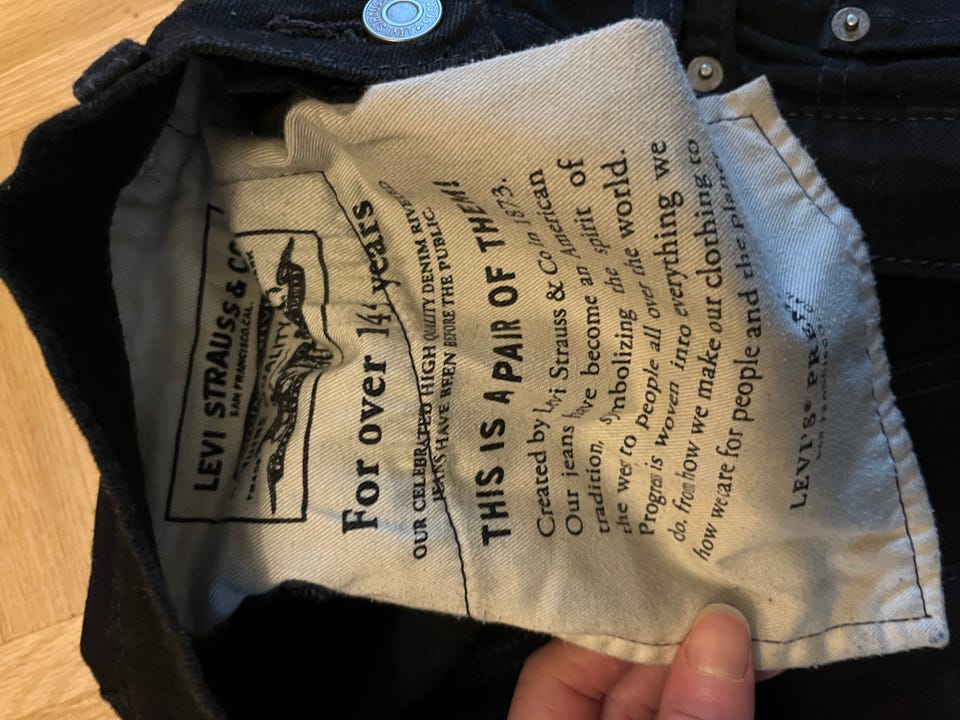 LEVI STRAUSS & CO
SAN FRANCISCO, CAL
QUALITY
For over 14 years
OUR CELEBRATED HIGH QUALITY DENIM RIVETED
JEANS HAVE BEEN BEFORE THE PUBLIC.
THIS IS A PAIR OF THEM!
Created by Levi Strauss & Co in 1873.
Our jeans have become an American
tradition, symbolizing the spirit of
the west to people all over the world.
Progress is woven into everything we
do. from how we make our clothing to
how we care for people and the planet
LEVI'S®
SAN FRANCISCO